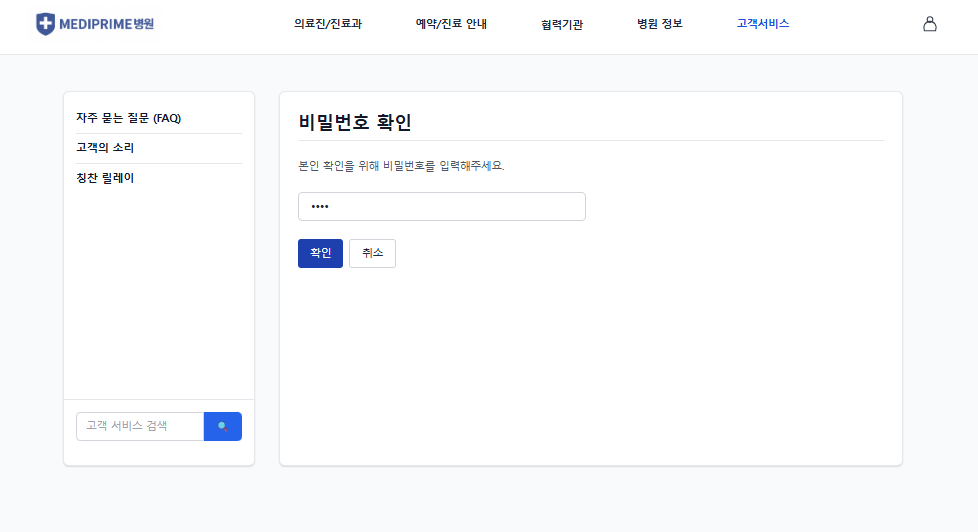 MEDIPRIME병원
의료진/진료과
예약/진료 안내
협력기관
병원 정보
고객서비스
자주 묻는 질문 (FAQ)
고객의 소리
칭찬 릴레이
고객 서비스 검색
비밀번호 확인
본인 확인을 위해 비밀번호를 입력해주세요.
••••
확인
취소